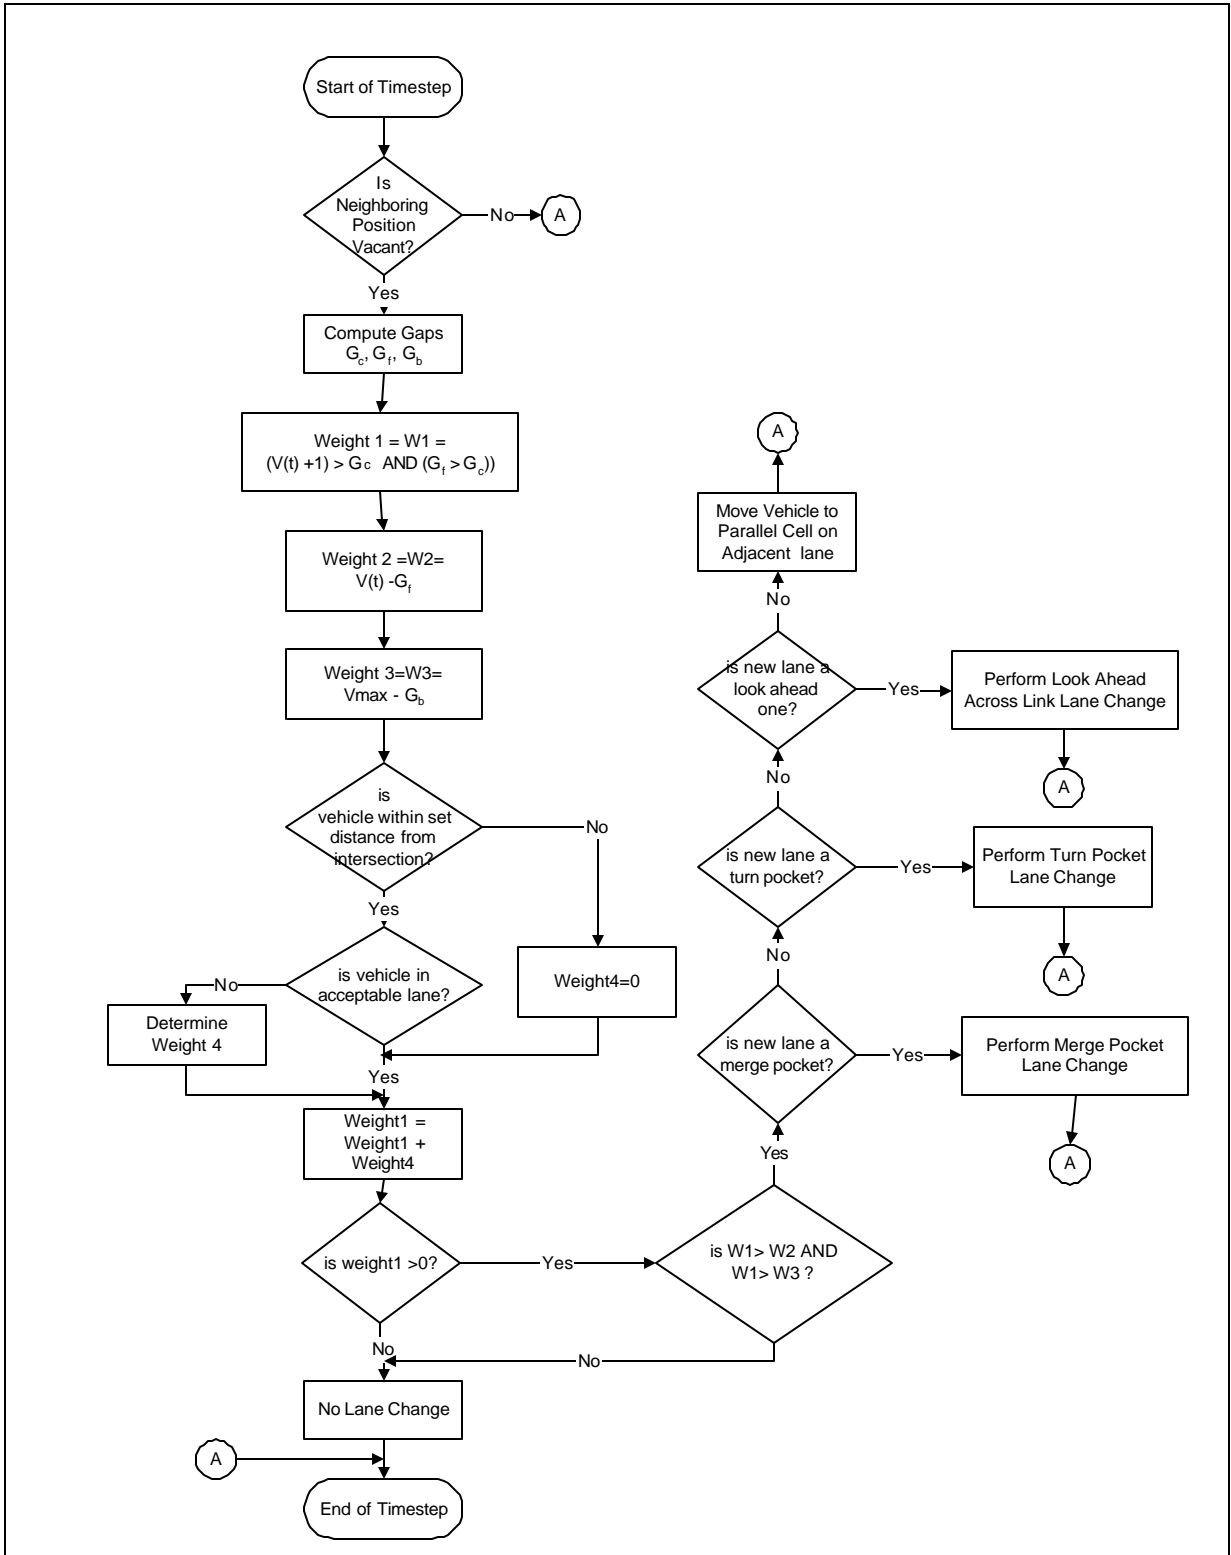 Start of Timestep
Is
Neighboring
Position
Vacant?
No
A
Yes
Compute Gaps
Gc, Gf, Gb
Weight 1 = W1 =
(V(t) +1) > Gc AND (Gf > Gc))
Weight 2 =W2=
V(t) -Gf
Weight 3=W3=
Vmax - Gb
is
vehicle within set
distance from
intersection?
No
Yes
is vehicle in
acceptable lane?
No
Determine
Weight 4
Weight4=0
Yes
Weight1 =
Weight1 +
Weight4
is weight1 >0?
Yes
No
is W1> W2 AND
W1> W3 ?
No
No Lane Change
A
End of Timestep
Yes
is new lane a
merge pocket?
Yes
Perform Merge Pocket
Lane Change
A
No
is new lane a
turn pocket?
Yes
Perform Turn Pocket
Lane Change
A
No
is new lane a
look ahead
one?
Yes
Perform Look Ahead
Across Link Lane Change
A
No
Move Vehicle to
Parallel Cell on
Adjacent lane
A